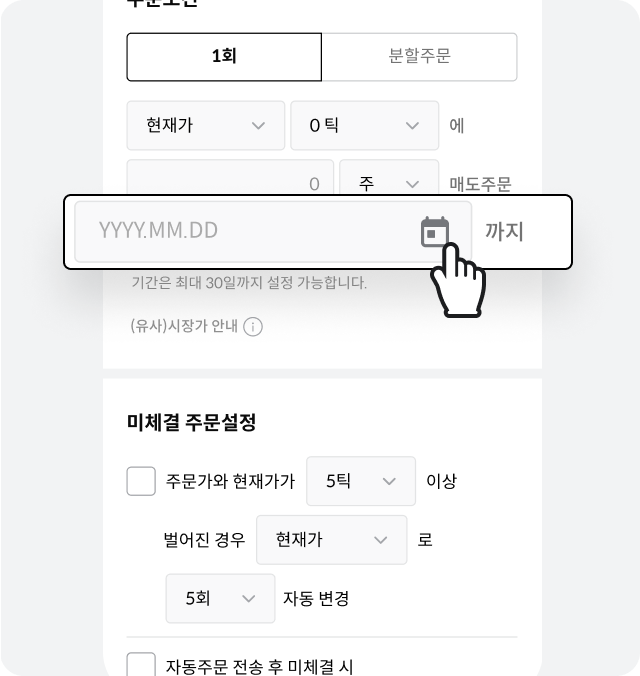 주문조건
1회 분할주문
현재가 0 틱 에
0 주 매도주문
YYYY.MM.DD 까지
기간은 최대 30일까지 설정 가능합니다.
(유사)시장가 안내
미체결 주문설정
주문가와 현재가가 5틱 이상
벌어진 경우 현재가 로
5회 자동 변경
자동주문 전송 후 미체결 시